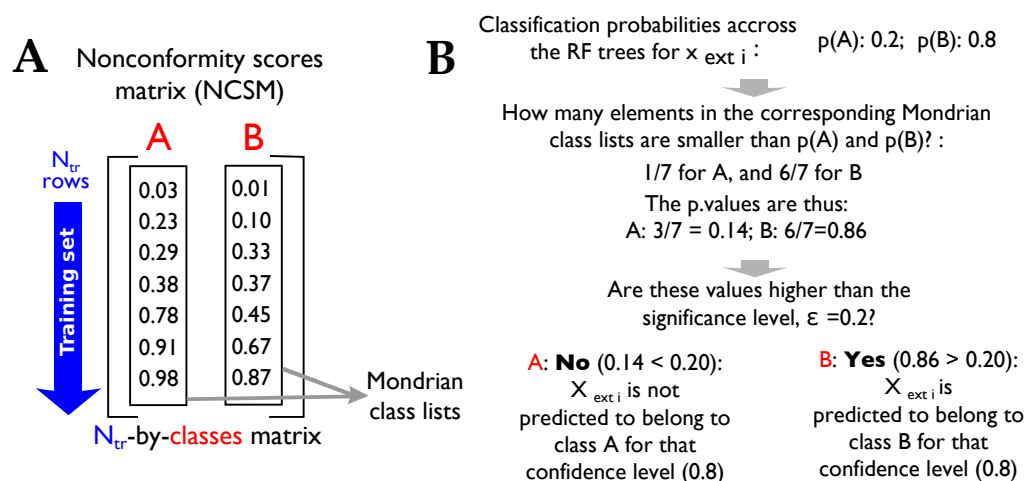 A
Nonconformity scores
matrix (NCSM)
A B
N tr
rows
Training set
0.03 0.01
0.23 0.10
0.29 0.33
0.38 0.37
0.78 0.45
0.91 0.67
0.98 0.87
Mondrian
class lists
N tr-by-classes matrix
B
Classification probabilities accross
the RF trees for x ext i :
p(A): 0.2; p(B): 0.8
How many elements in the corresponding Mondrian
class lists are smaller than p(A) and p(B)? :
1/7 for A, and 6/7 for B
The p.values are thus:
A: 3/7 = 0.14; B: 6/7=0.86
Are these values higher than the
significance level, ε =0.2?
A: No (0.14 < 0.20):
X ext i is not
predicted to belong to
class A for that
confidence level (0.8)
B: Yes (0.86 > 0.20):
X ext i is
predicted to belong to
class B for that
confidence level (0.8)